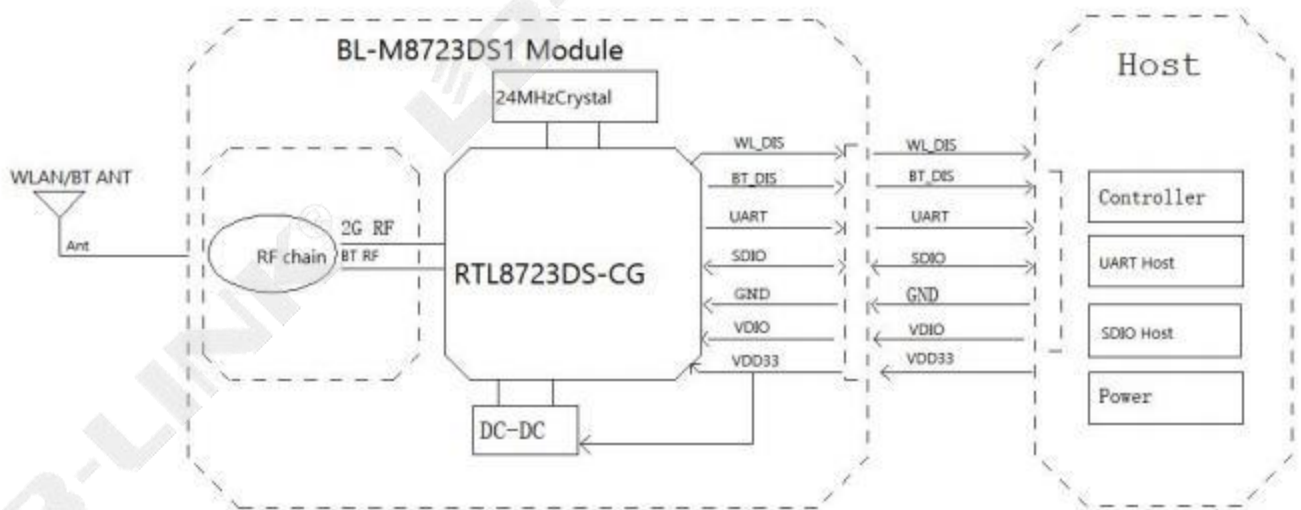 BL-M8723DS1 Module
Host
24MHzCrystal
WLAN/BT ANT
Ant
RF chain
2G RF
BT RF
RTL8723DS-CG
DC-DC
WL_DIS
BT_DIS
UART
SDIO
GND
VDIO
VDD33
WL_DIS
BT_DIS
UART
SDIO
GND
VDIO
VDD33
Controller
UART Host
SDIO Host
Power
B-LINK®